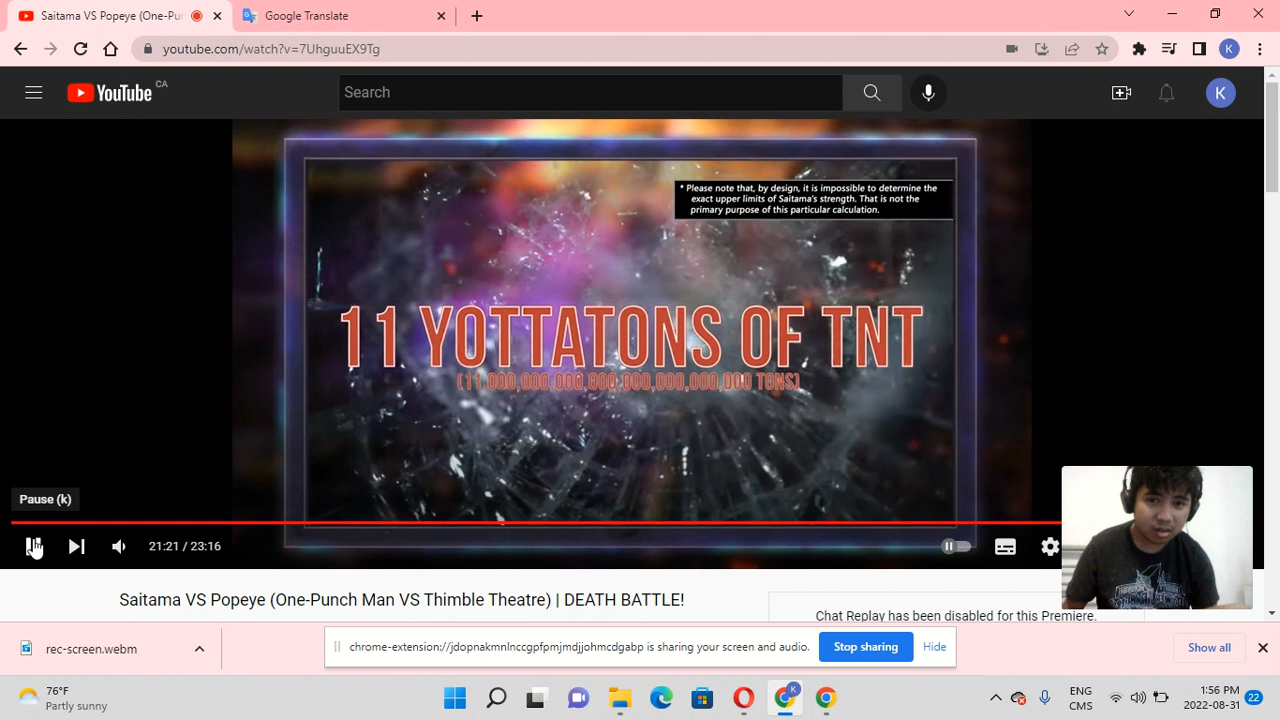 Saitama VS Popeye (One-Pun
Google Translate
youtube.com/watch?v=7UhguuEX9Tg
K
YouTube CA
Search
K
* Please note that, by design, it is impossible to determine the
exact upper limits of Saitama's strength. That is not the
primary purpose of this particular calculation.
11 YOTTATONS OF TNT
(11 000,000,000,000,000,000,000,000 TONS)
Pause (k)
21:21 / 23:16
Saitama VS Popeye (One-Punch Man VS Thimble Theatre) | DEATH BATTLE!
Chat Replay has been disabled for this Premiere.
rec-screen.webm
chrome-extension://jdopnakmnlnccgpfpmjmdjjohmcdgabp is sharing your screen and audio.
Stop sharing
Hide
Show all
76°F
Partly sunny
K
ENG
CMS
1:56 PM
2022-08-31
22